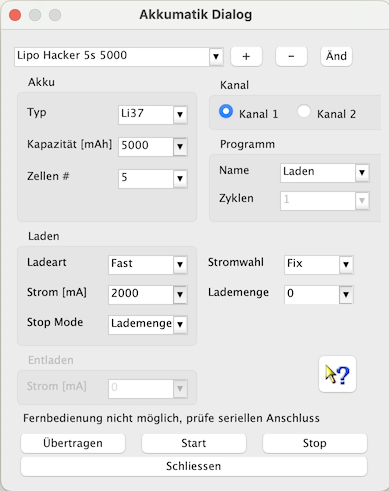 Akkumatik Dialog
Lipo Hacker 5s 5000
+
-
Änd
Akku
Typ
Li37
Kapazität [mAh]
5000
Zellen #
5
Kanal
Kanal 1
Kanal 2
Programm
Name
Laden
Zyklen
1
Laden
Ladeart
Fast
Strom [mA]
2000
Stop Mode
Lademenge
Stromwahl
Fix
Lademenge
0
Entladen
Strom [mA]
0
?
Fernbedienung nicht möglich, prüfe seriellen Anschluss
Übertragen
Start
Stop
Schliessen